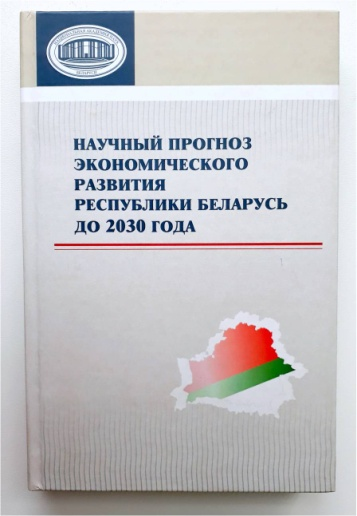 НАУЧНЫЙ ПРОГНОЗ
ЭКОНОМИЧЕСКОГО
РАЗВИТИЯ
РЕСПУБЛИКИ БЕЛАРУСЬ
ДО 2030 ГОДА